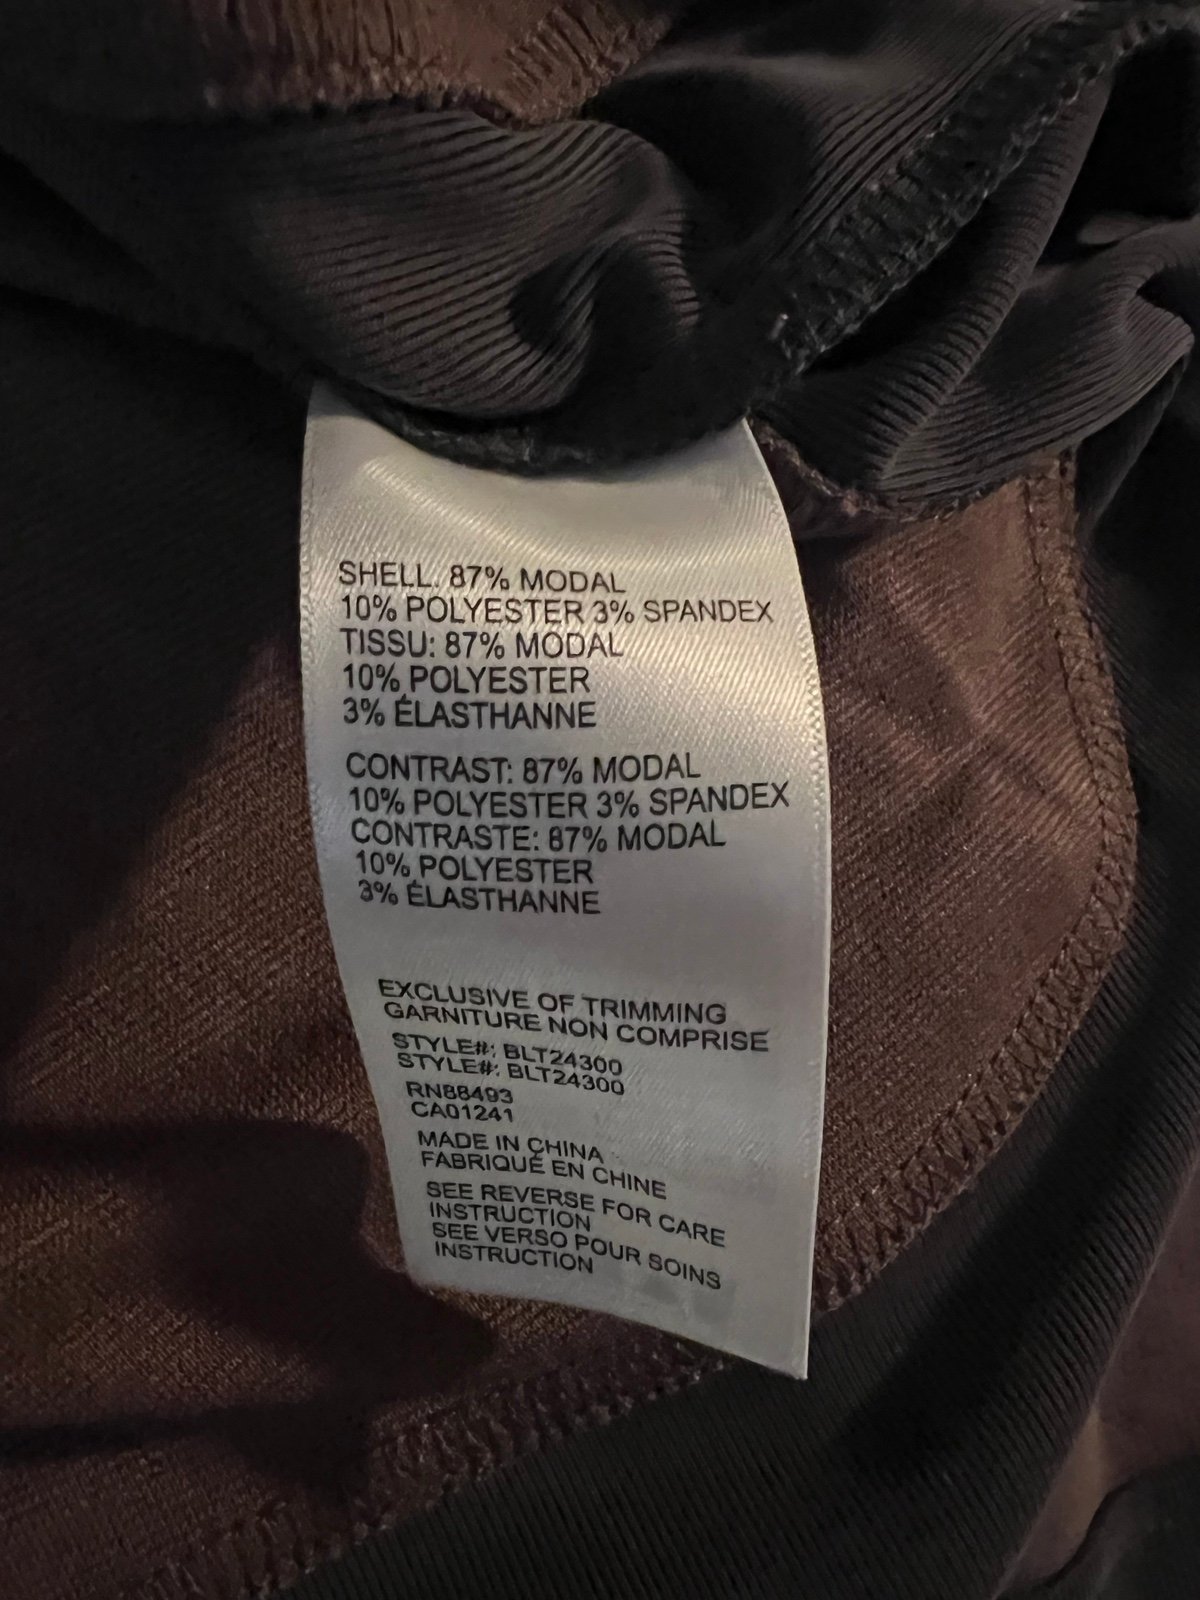 SHELL. 87% MODAL
10% POLYESTER 3% SPANDEX
TISSU: 87% MODAL
10% POLYESTER
3% ÉLASTHANNE
CONTRAST: 87% MODAL
10% POLYESTER 3% SPANDEX
CONTRASTE: 87% MODAL
10% POLYESTER
3% ÉLASTHANNE
EXCLUSIVE OF TRIMMING
GARNITURE NON COMPRISE
STYLE#: BLT24300
STYLE#: BLT24300
RN88493
CA01241
MADE IN CHINA
FABRIQUÉ EN CHINE
SEE REVERSE FOR CARE
INSTRUCTION
SEE VERSO POUR SOINS
INSTRUCTION